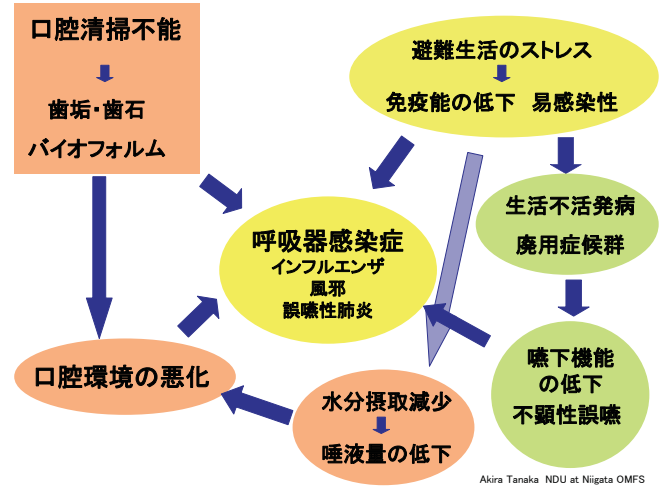 口腔清掃不能
歯垢・歯石
バイオフォルム
避難生活のストレス
免疫能の低下 易感染性
呼吸器感染症
インフルエンザ
風邪
誤嚥性肺炎
生活不活発病
廃用症候群
口腔環境の悪化
水分摂取減少
唾液量の低下
嚥下機能
の低下
不顕性誤嚥
Akira Tanaka NDU at Niigata OMFS